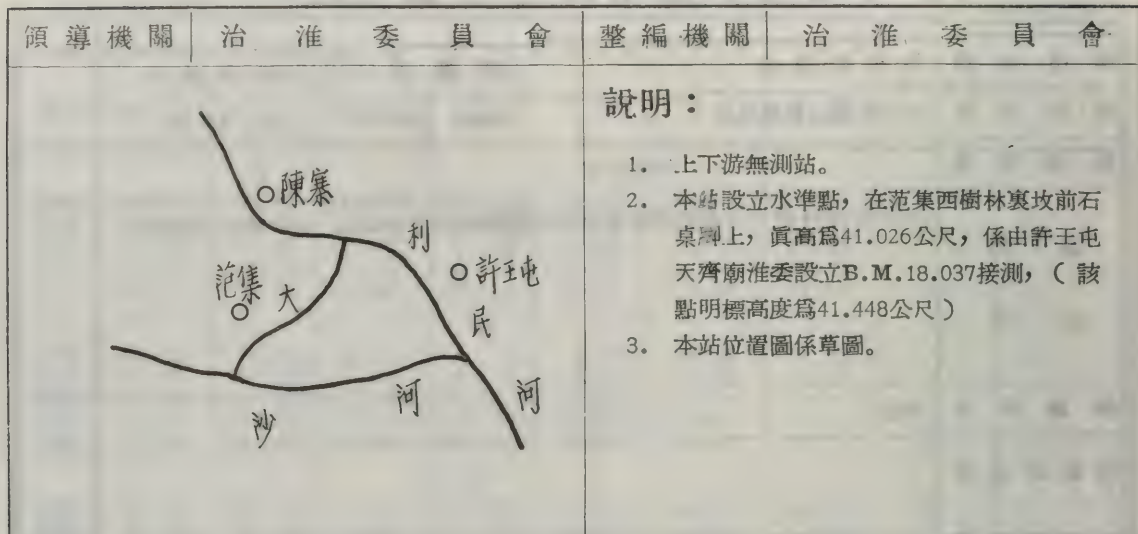 領導機關 治淮委員會 整編機關 治淮委員會
陳寨
利
許王屯
范集
大
民
河
河
沙
說明：
1. 上下游無測站。
2. 本站設立水準點，在范集西樹林裏坟前石
桌脚上，眞高爲41.026公尺，係由許王屯
天齊廟淮委設立B.M.18.037接測，（該
點明標高度爲41.448公尺）
3. 本站位置圖係草圖。